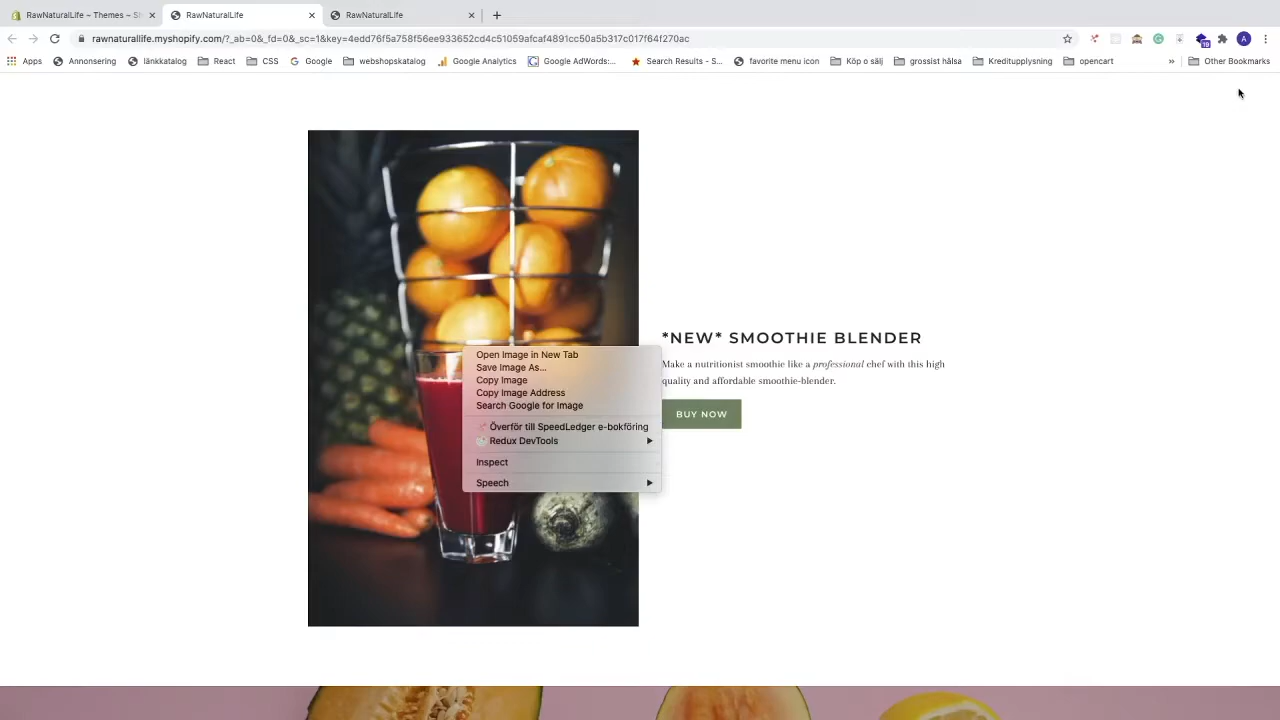 RawNaturalLife ~ Themes ~ Sh
RawNaturalLife
RawNaturalLife
rawnaturallife.myshopify.com/?_ab=0&_fd=0&_sc=1&key=4edd76f5a758f56ee933652cd4c51059afcaf4891cc50a5b317c017f64f270ac
A
19
Apps
Annonsering
länkkatalog
React
CSS
Google
webshopskatalog
Google Analytics
Google AdWords:...
Search Results - S...
favorite menu icon
Köp o sälj
grossist hälsa
Kreditupplysning
opencart
»
Other Bookmarks
*NEW* SMOOTHIE BLENDER
Make a nutritionist smoothie like a professional chef with this high
quality and affordable smoothie-blender.
BUY NOW
Open Image in New Tab
Save Image As...
Copy Image
Copy Image Address
Search Google for Image
Överför till SpeedLedger e-bokföring
Redux DevTools
Inspect
Speech